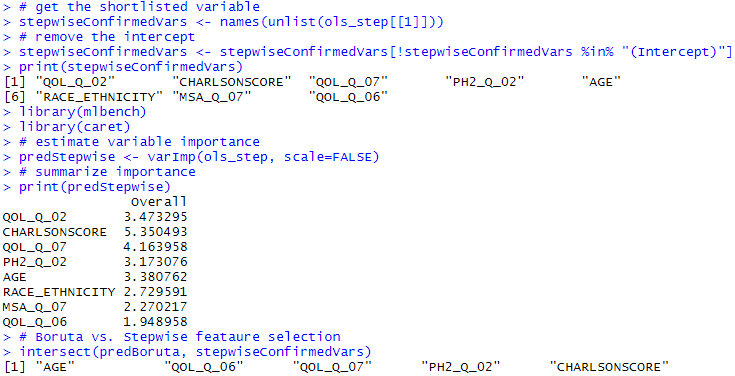 > # get the shortlisted variable
> stepwiseConfirmedVars <- names(unlist(ols_step[[1]]))
> # remove the intercept
> stepwiseConfirmedVars <- stepwiseConfirmedVars[!stepwiseConfirmedVars %in% "(Intercept)"]
> print(stepwiseConfirmedVars)
[1] "QOL_Q_02" "CHARLSONSCORE" "QOL_Q_07" "PH2_Q_02" "AGE"
[6] "RACE_ETHNICITY" "MSA_Q_07" "QOL_Q_06"
> library(mlbench)
> library(caret)
> # estimate variable importance
> predStepwise <- varImp(ols_step, scale=FALSE)
> # summarize importance
> print(predStepwise)
Overall
QOL_Q_02 3.473295
CHARLSONSCORE 5.350493
QOL_Q_07 4.163958
PH2_Q_02 3.173076
AGE 3.380762
RACE_ETHNICITY 2.729591
MSA_Q_07 2.270217
QOL_Q_06 1.948958
> # Boruta vs. Stepwise feataure selection
> intersect(predBoruta, stepwiseConfirmedVars)
[1] "AGE" "QOL_Q_06" "QOL_Q_07" "PH2_Q_02" "CHARLSONSCORE"